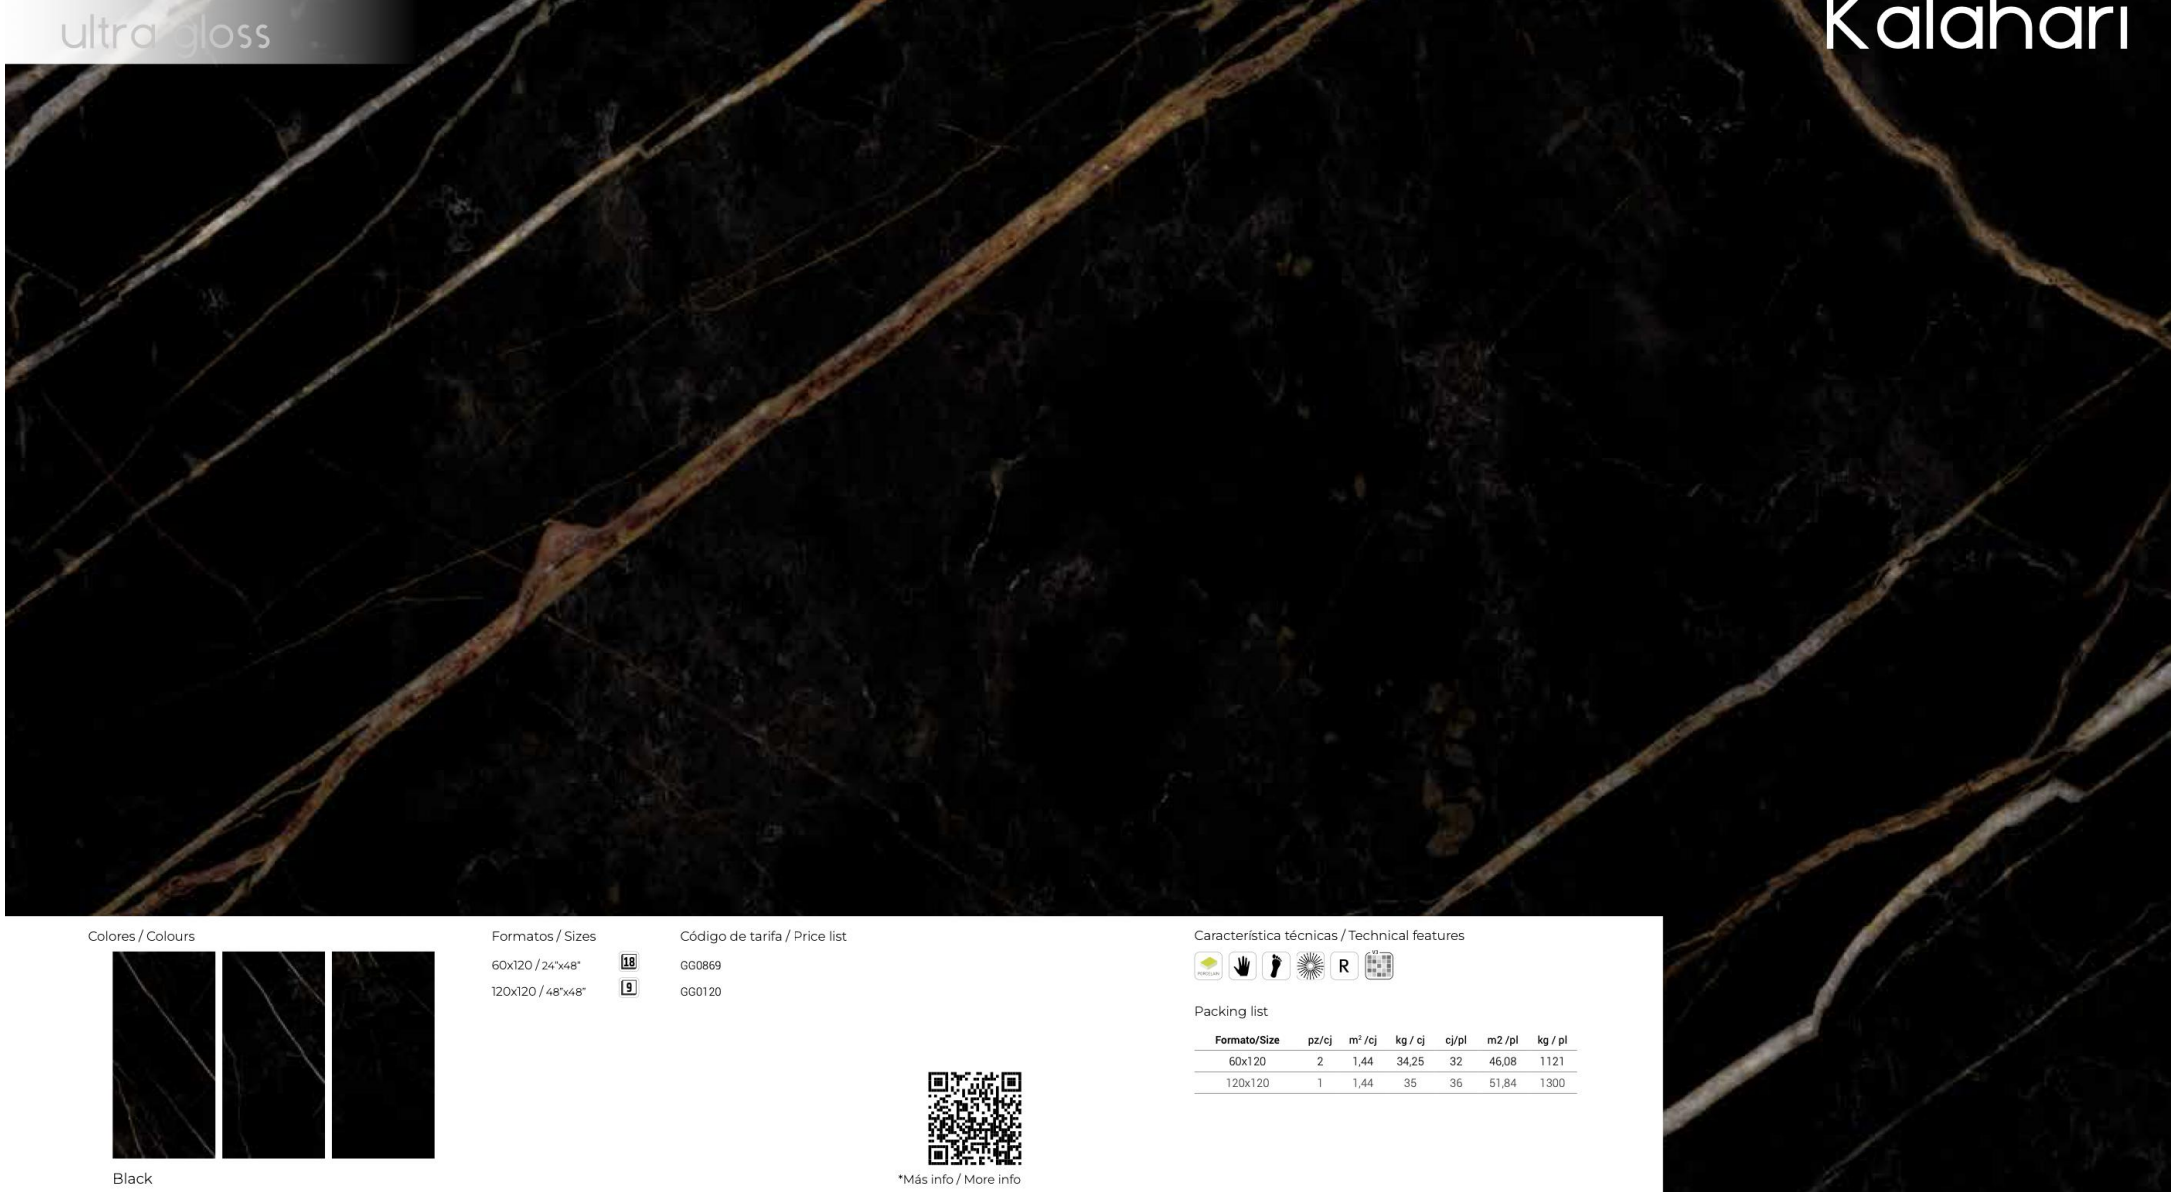 ultra gloss
Kalahari
Colores / Colours
Black
Formatos / Sizes
60x120 / 24"x48"
18
120x120 / 48"x48"
9
Código de tarifa / Price list
GG0869
GG0120
*Más info / More info
Característica técnicas / Technical features
PORCELAIN
R
V3
Packing list
Formato/Size pz/cj m² /cj kg / cj cj/pl m2 /pl kg / pl
60x120 2 1,44 34,25 32 46,08 1121
120x120 1 1,44 35 36 51,84 1300